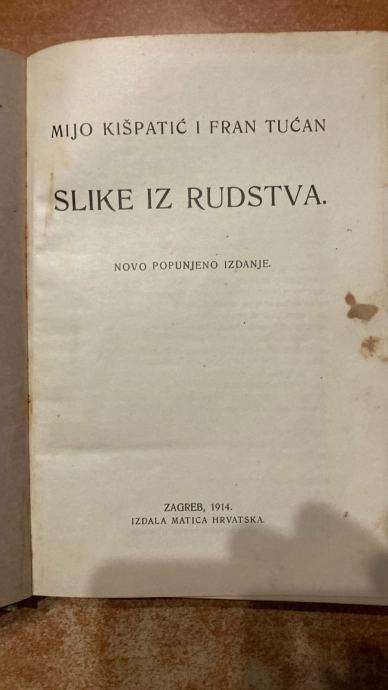 MIJO KIŠPATIĆ I FRAN TUĆAN
SLIKE IZ RUDSTVA.
NOVO POPUNJENO IZDANJE.
ZAGREB, 1914.
IZDALA MATICA HRVATSKA.